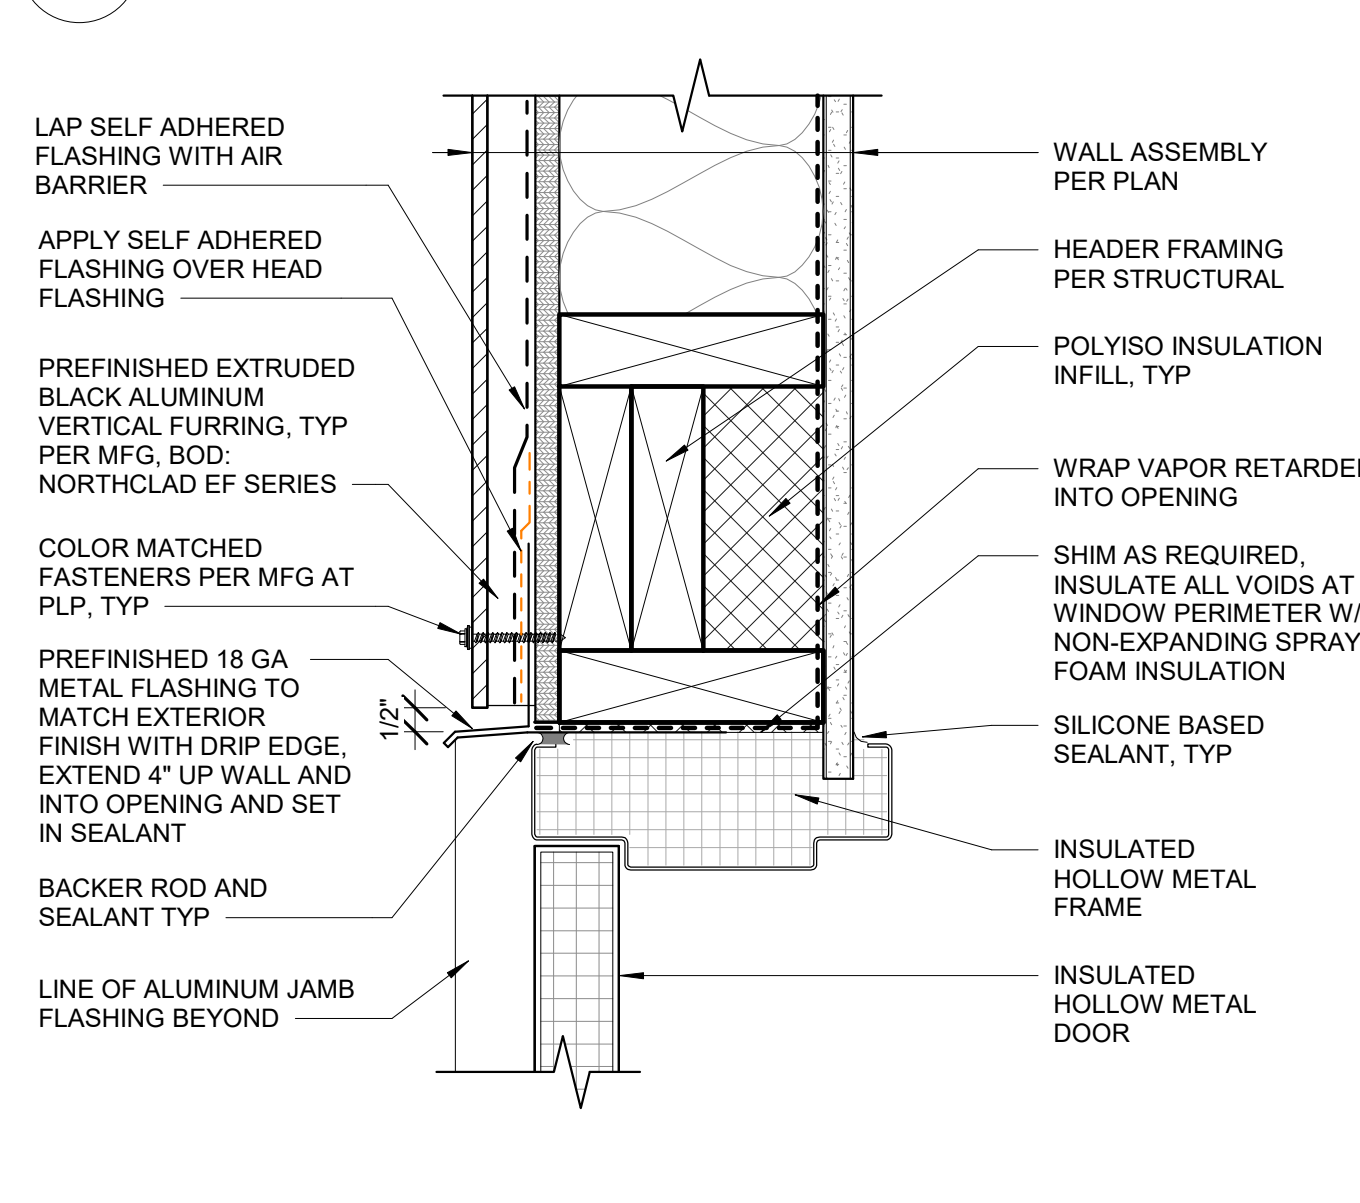 LAP SELF ADHERED
FLASHING WITH AIR
BARRIER
APPLY SELF ADHERED
FLASHING OVER HEAD
FLASHING
PREFINISHED EXTRUDED
BLACK ALUMINUM
VERTICAL FURRING, TYP
PER MFG, BOD:
NORTHCLAD EF SERIES
COLOR MATCHED
FASTENERS PER MFG AT
PLP, TYP
PREFINISHED 18 GA
METAL FLASHING TO
MATCH EXTERIOR
FINISH WITH DRIP EDGE,
EXTEND 4" UP WALL AND
INTO OPENING AND SET
IN SEALANT
BACKER ROD AND
SEALANT TYP
LINE OF ALUMINUM JAMB
FLASHING BEYOND
1/2"
WALL ASSEMBLY
PER PLAN
HEADER FRAMING
PER STRUCTURAL
POLYISO INSULATION
INFILL, TYP
WRAP VAPOR RETARDER
INTO OPENING
SHIM AS REQUIRED,
INSULATE ALL VOIDS AT
WINDOW PERIMETER W/
NON-EXPANDING SPRAY
FOAM INSULATION
SILICONE BASED
SEALANT, TYP
INSULATED
HOLLOW METAL
FRAME
INSULATED
HOLLOW METAL
DOOR